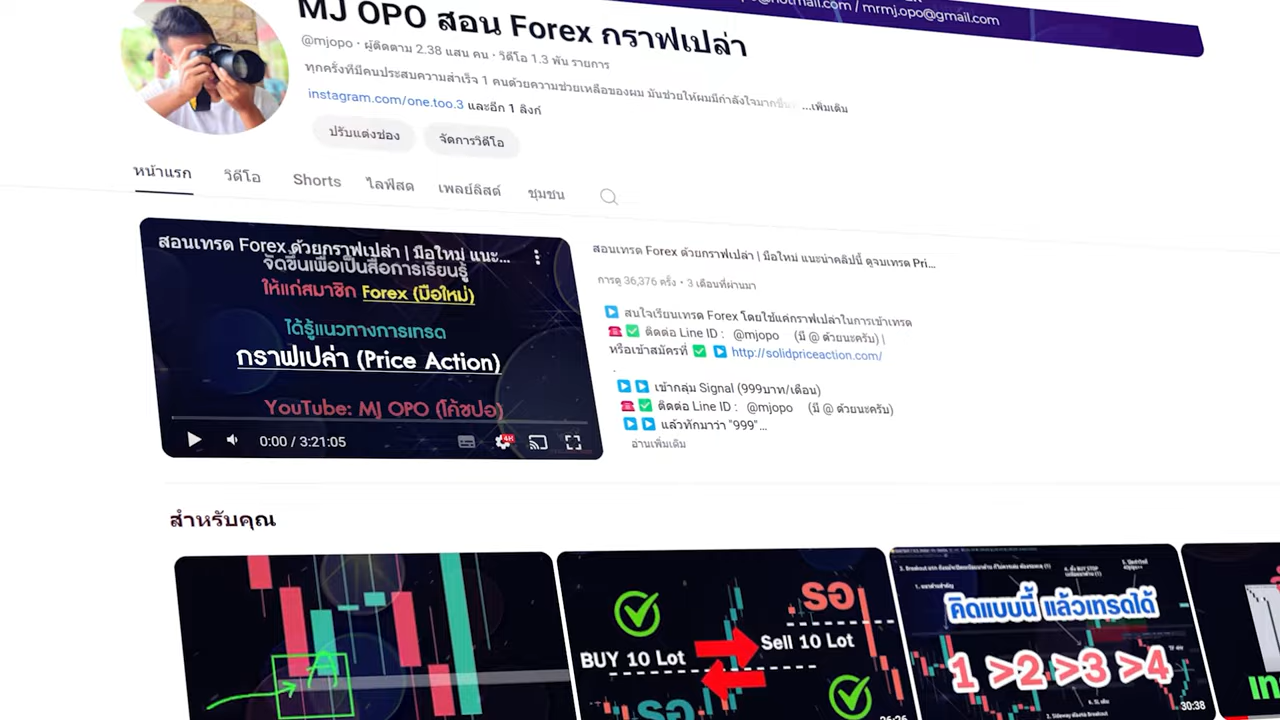 @hotmail.com / mrmj.opo@gmail.com
MJ OPO สอน Forex กราฟเปล่า
@mjopo · ผู้ติดตาม 2.38 แสน คน · วิดีโอ 1.3 พัน รายการ
ทุกครั้งที่มีคนประสบความสำเร็จ 1 คนด้วยความช่วยเหลือของผม มันช่วยให้ผมมีกำลังใจมากขึ้น ...เพิ่มเติม
instagram.com/one.too.3 และอีก 1 ลิงก์
ปรับแต่งช่อง จัดการวิดีโอ
หน้าแรก วิดีโอ Shorts ไลฟ์สด เพลย์ลิสต์ ชุมชน
สอนเทรด Forex ด้วยกราฟเปล่า | มือใหม่ แนะ...
จัดขึ้นเพื่อเป็นสื่อการเรียนรู้
ให้แก่สมาชิก Forex (มือใหม่)
ได้รู้แนวทางการเทรด
กราฟเปล่า (Price Action)
YouTube: MJ OPO (โค้ชปอ)
0:00 / 3:21:05
สอนเทรด Forex ด้วยกราฟเปล่า | มือใหม่ แนะนำคลิปนี้ ดูจบเทรด Pri...
การดู 36,376 ครั้ง · 3 เดือนที่ผ่านมา
สนใจเรียนเทรด Forex โดยใช้แค่กราฟเปล่าในการเข้าเทรด
ติดต่อ Line ID : @mjopo (มี @ ด้วยนะครับ) |
หรือเข้าสมัครที่ http://solidpriceaction.com/
.
เข้ากลุ่ม Signal (999บาท/เดือน)
ติดต่อ Line ID : @mjopo (มี @ ด้วยนะครับ)
แล้วทักมาว่า "999"...
อ่านเพิ่มเติม
สำหรับคุณ
รอ
BUY 10 Lot
Sell 10 Lot
รอ
26:26
คิดแบบนี้ แล้วเทรดได้
1 >2 >3 >4
30:38